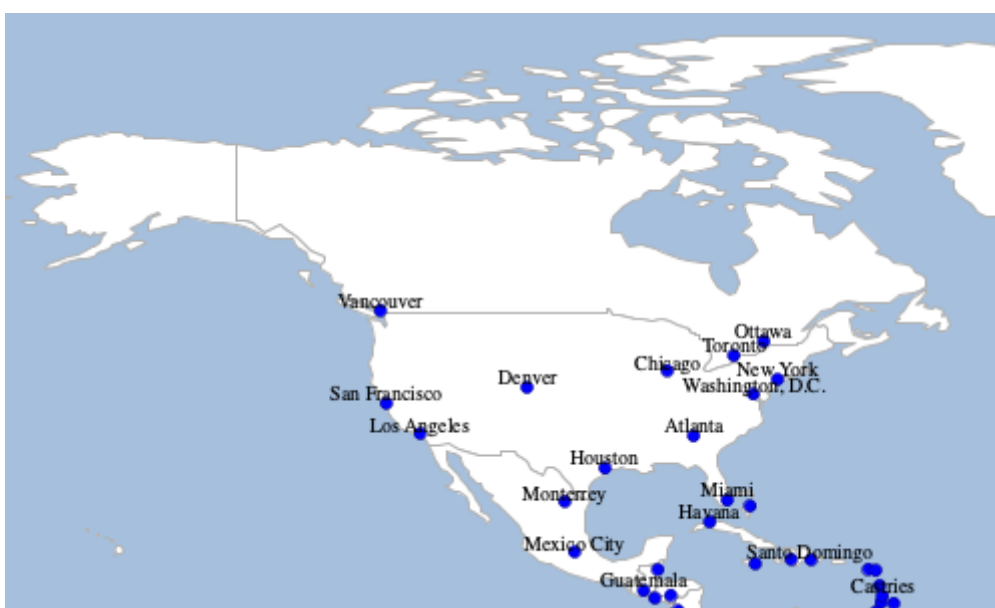 Vancouver
Ottawa
Toronto
Chicago
New York
Denver
Washington, D.C.
San Francisco
Los Angeles
Atlanta
Houston
Monterrey
Miami
Havana
Mexico City
Santo Domingo
Guatemala
Castries